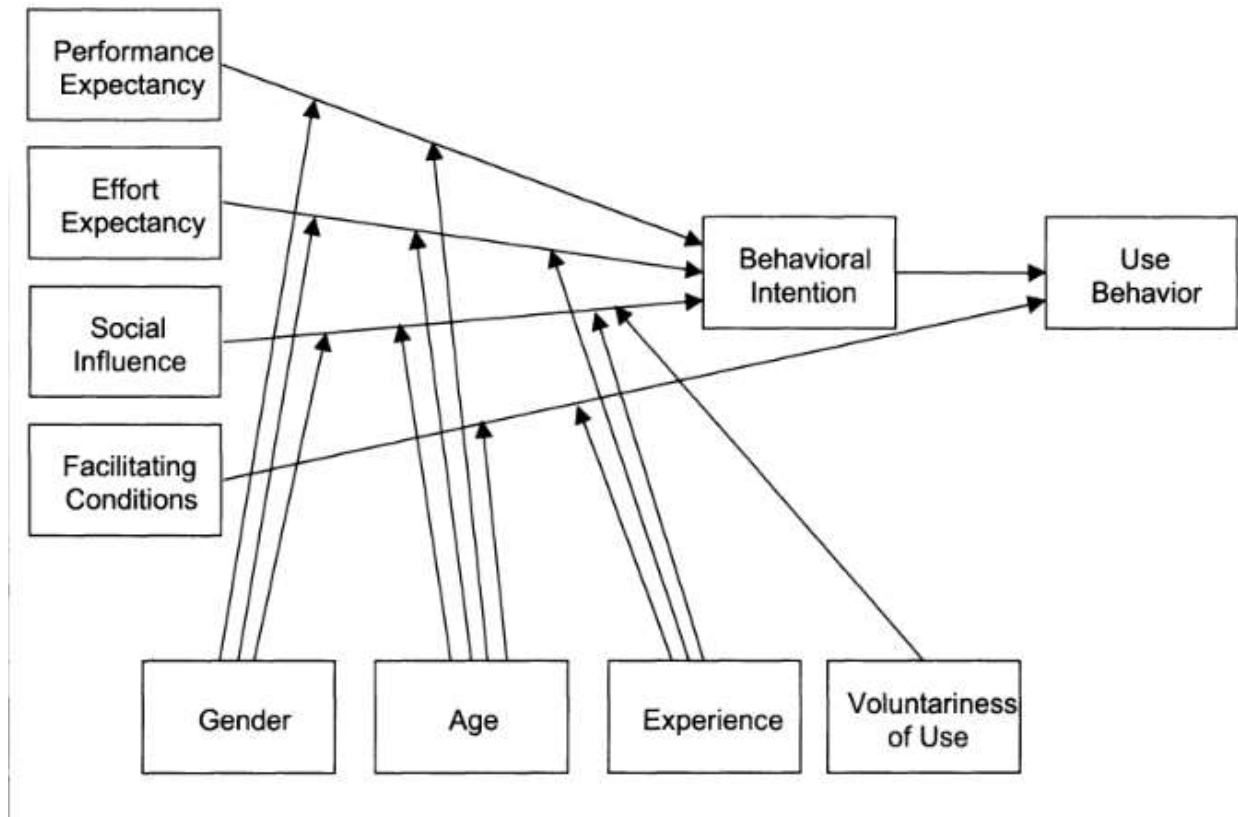 Performance
Expectancy
Effort
Expectancy
Social
Influence
Facilitating
Conditions
Behavioral
Intention
Use
Behavior
Gender
Age
Experience
Voluntariness
of Use